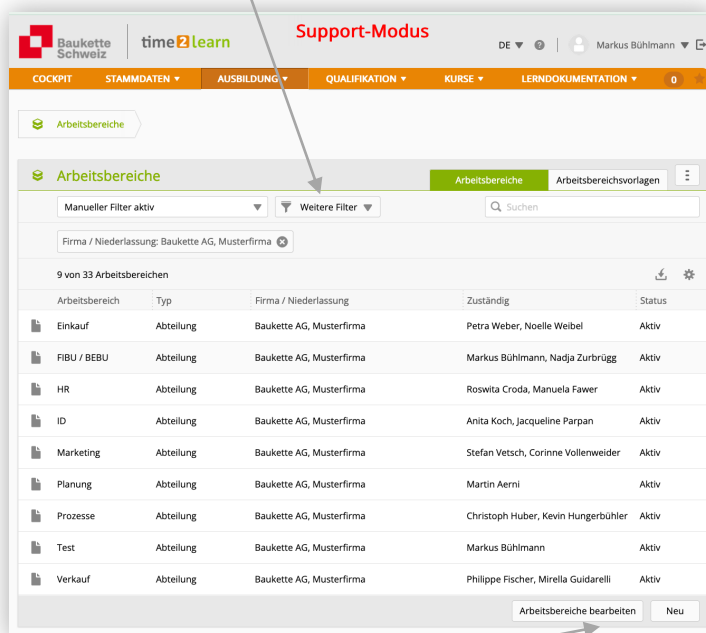 Support-Modus
Baukette Schweiz
time2learn
DE
Markus Bühlmann
COCKPIT STAMMDATEN AUSBILDUNG QUALIFIKATION KURSE LERNDOKUMENTATION 0
Arbeitsbereiche
Arbeitsbereiche
Arbeitsbereiche Arbeitsbereichsvorlagen
Manueller Filter aktiv Weitere Filter Suchen
Firma / Niederlassung: Baukette AG, Musterfirma
9 von 33 Arbeitsbereichen
Arbeitsbereich Typ Firma / Niederlassung Zuständig Status
Einkauf Abteilung Baukette AG, Musterfirma Petra Weber, Noelle Weibel Aktiv
FIBU / BEBU Abteilung Baukette AG, Musterfirma Markus Bühlmann, Nadja Zurbrügg Aktiv
HR Abteilung Baukette AG, Musterfirma Roswita Croda, Manuela Fawer Aktiv
ID Abteilung Baukette AG, Musterfirma Anita Koch, Jacqueline Parpan Aktiv
Marketing Abteilung Baukette AG, Musterfirma Stefan Vetsch, Corinne Vollenweider Aktiv
Planung Abteilung Baukette AG, Musterfirma Martin Aerni Aktiv
Prozesse Abteilung Baukette AG, Musterfirma Christoph Huber, Kevin Hungerbühler Aktiv
Test Abteilung Baukette AG, Musterfirma Markus Bühlmann Aktiv
Verkauf Abteilung Baukette AG, Musterfirma Philippe Fischer, Mirella Guidarelli Aktiv
Arbeitsbereiche bearbeiten Neu